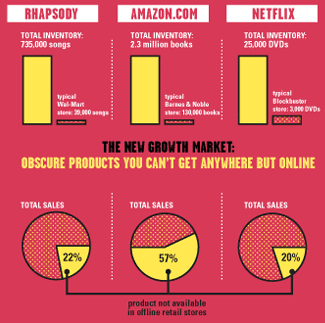 RHAPSODY
TOTAL INVENTORY:
735,000 songs
typical
Wal-Mart
store: 39,000 songs
AMAZON.COM
TOTAL INVENTORY:
2.3 million books
typical
Barnes & Noble
store: 130,000 books
NETFLIX
TOTAL INVENTORY:
25,000 DVDs
typical
Blockbuster
store: 3,000 DVDs
THE NEW GROWTH MARKET:
OBSCURE PRODUCTS YOU CAN'T GET ANYWHERE BUT ONLINE
TOTAL SALES
22%
TOTAL SALES
57%
TOTAL SALES
20%
product not available
in offline retail stores